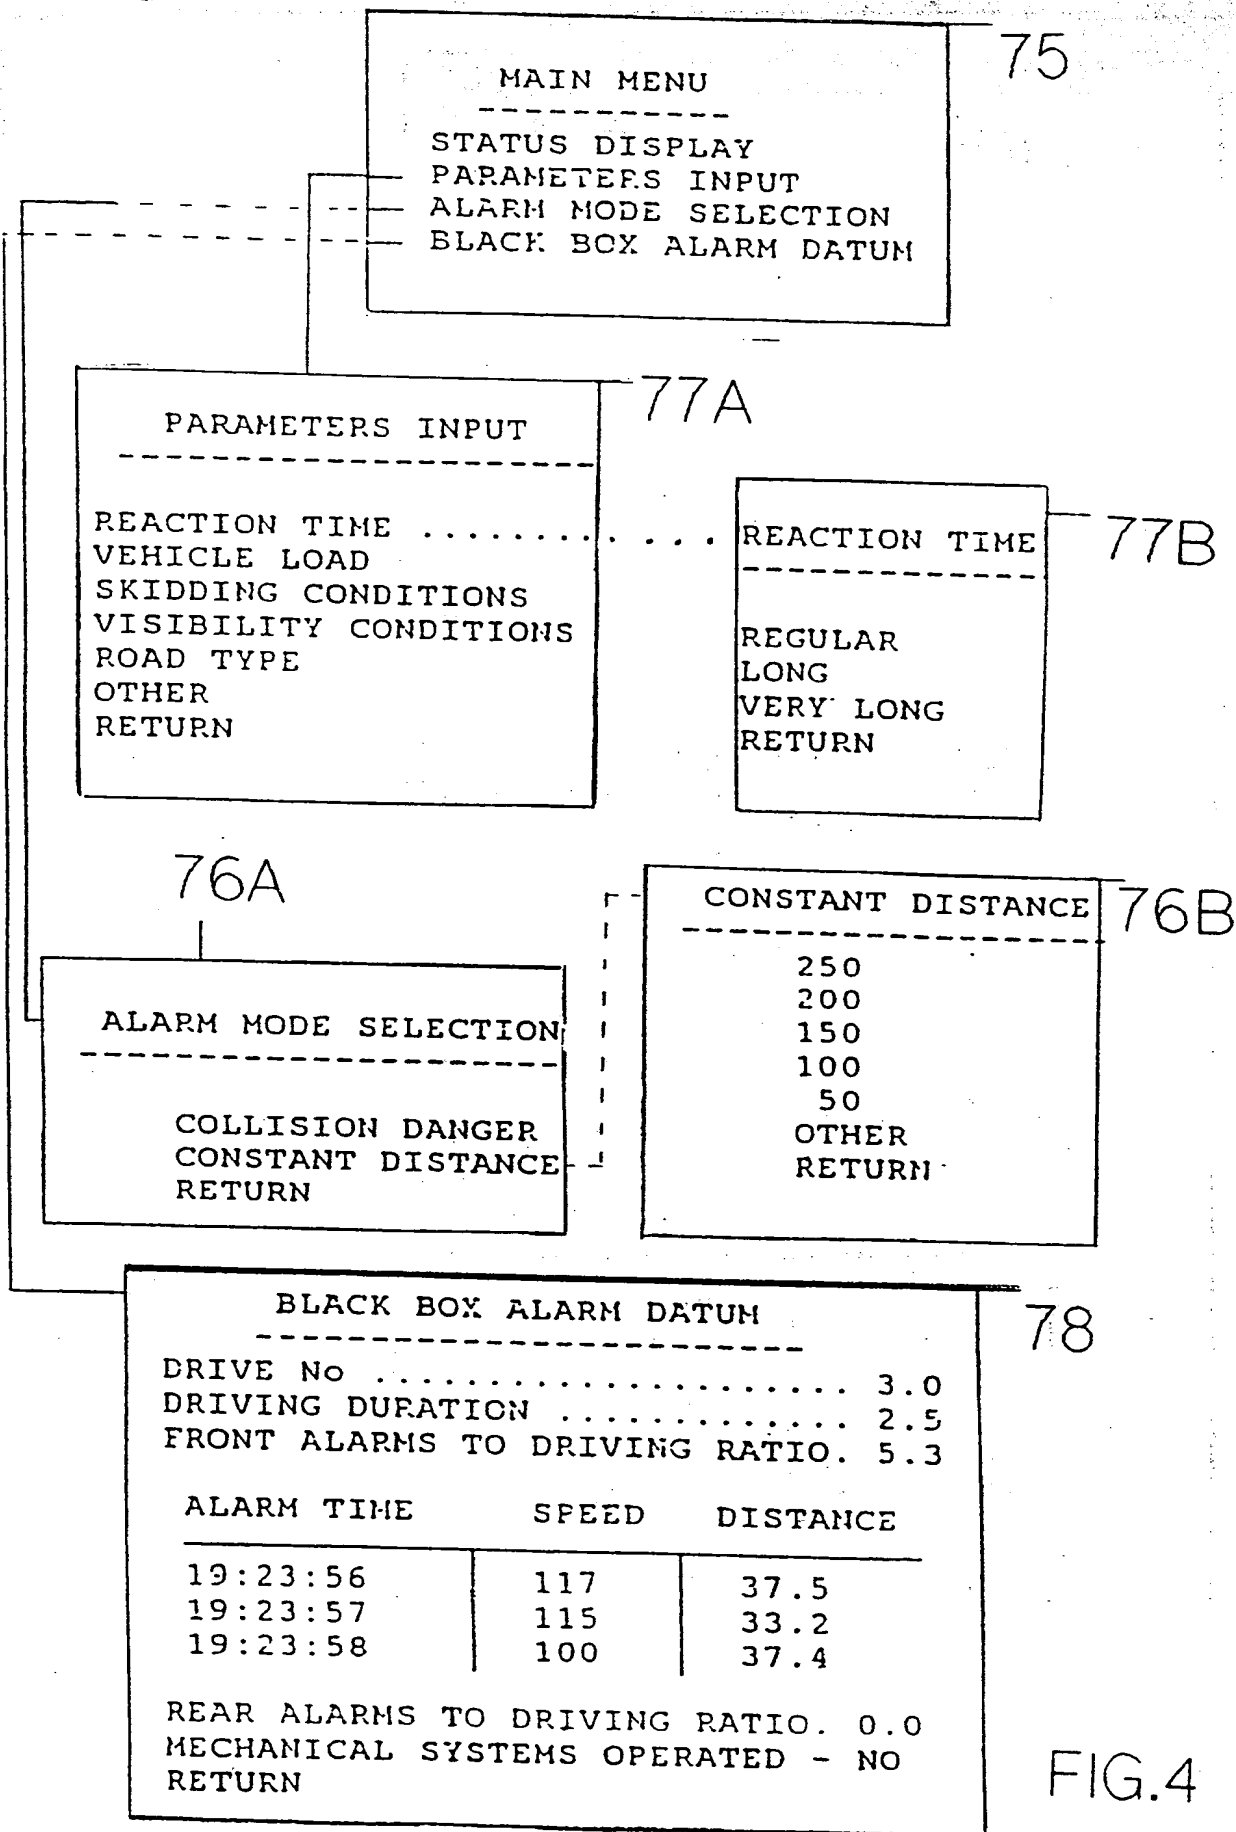 75
MAIN MENU
STATUS DISPLAY
PARAMETERS INPUT
ALARM MODE SELECTION
BLACK BOX ALARM DATUM
77A
PARAMETERS INPUT
REACTION TIME .............
VEHICLE LOAD
SKIDDING CONDITIONS
VISIBILITY CONDITIONS
ROAD TYPE
OTHER
RETURN
77B
REACTION TIME
REGULAR
LONG
VERY LONG
RETURN
76A
ALARM MODE SELECTION
COLLISION DANGER
CONSTANT DISTANCE
RETURN
76B
CONSTANT DISTANCE
250
200
150
100
50
OTHER
RETURN
78
BLACK BOX ALARM DATUM
DRIVE No ..................... 3.0
DRIVING DURATION ............. 2.5
FRONT ALARMS TO DRIVING RATIO. 5.3
ALARM TIME SPEED DISTANCE
19:23:56 117 37.5
19:23:57 115 33.2
19:23:58 100 37.4
REAR ALARMS TO DRIVING RATIO. 0.0
MECHANICAL SYSTEMS OPERATED - NO
RETURN
FIG.4